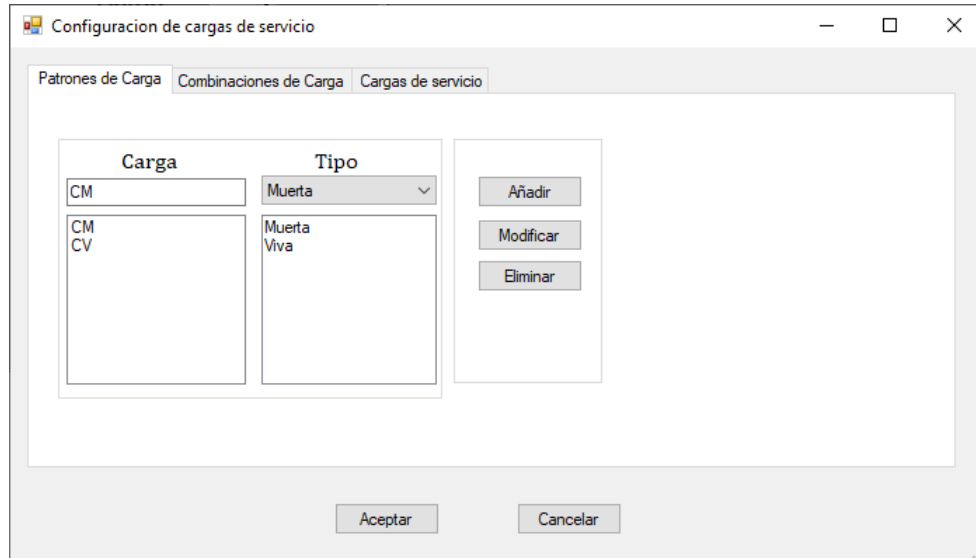 Configuracion de cargas de servicio
Patrones de Carga Combinaciones de Carga Cargas de servicio
Carga Tipo
CM Muerta Añadir
CM Muerta
CV Viva
Modificar
Eliminar
Aceptar Cancelar